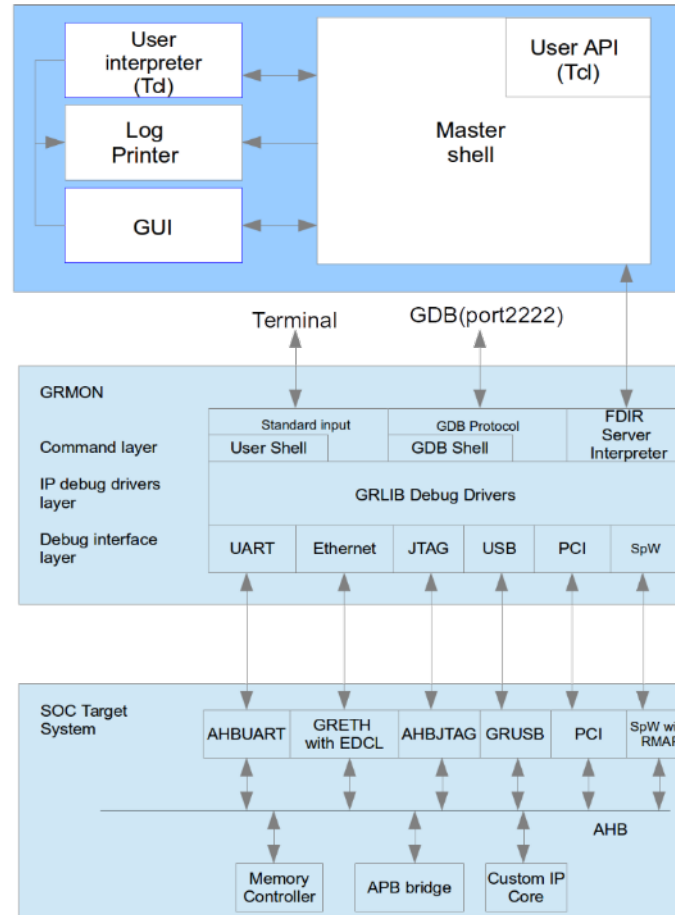 User
interpreter
(Tcl)
User API
(Tcl)
Log
Printer
Master
shell
GUI
Terminal
GDB(port2222)
GRMON
Standard input
GDB Protocol
FDIR
Server
Interpreter
Command layer
User Shell
GDB Shell
IP debug drivers
layer
GRLIB Debug Drivers
Debug interface
layer
UART
Ethernet
JTAG
USB
PCI
SpW
SOC Target
System
AHBUART
GRETH
with EDCL
AHBJTAG
GRUSB
PCI
SpW wi
RMAP
AHB
Memory
Controller
APB bridge
Custom IP
Core